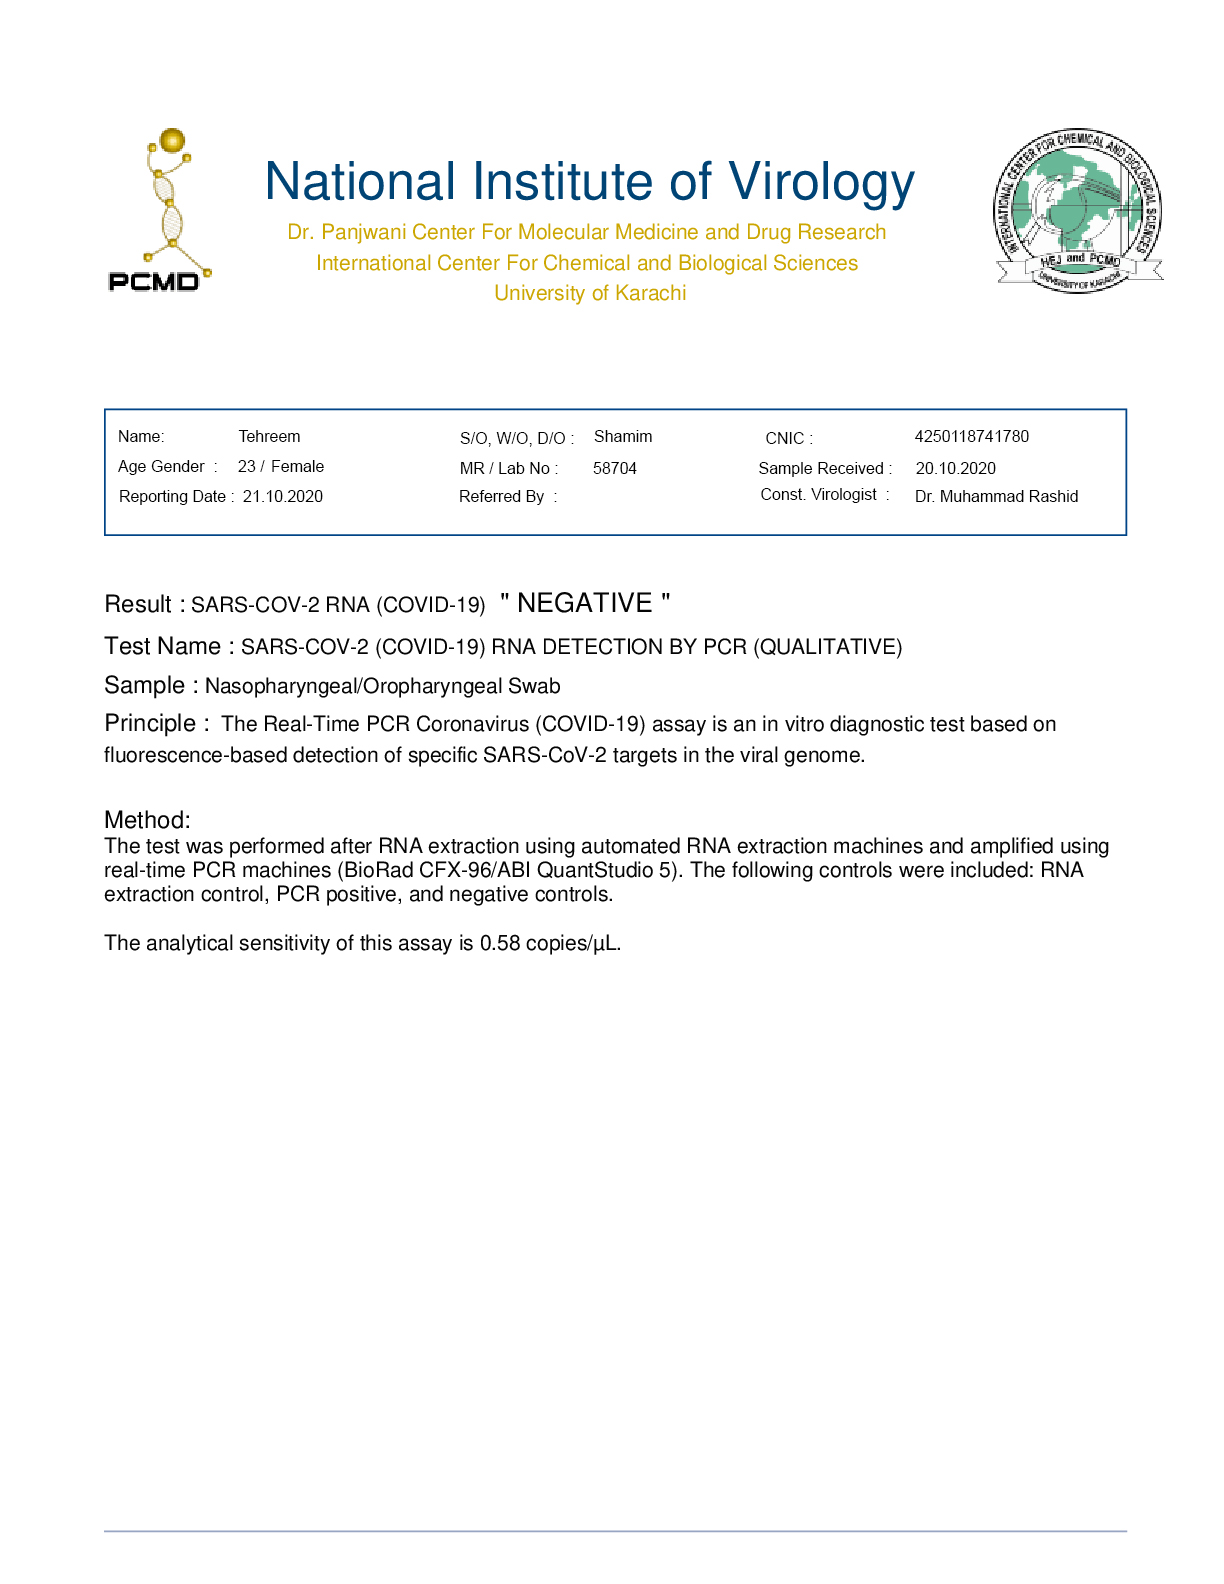 PCMD
National Institute of Virology
Dr. Panjwani Center For Molecular Medicine and Drug Research
International Center For Chemical and Biological Sciences
University of Karachi
INTERNATIONAL CENTER FOR CHEMICAL AND BIOLOGICAL SCIENCES
HEJ and PCMD
UNIVERSITY OF KARACHI
Name: Tehreem S/O, W/O, D/O : Shamim CNIC : 4250118741780
Age Gender : 23 / Female MR / Lab No : 58704 Sample Received : 20.10.2020
Reporting Date : 21.10.2020 Referred By : Const. Virologist : Dr. Muhammad Rashid
Result : SARS-COV-2 RNA (COVID-19) " NEGATIVE "
Test Name : SARS-COV-2 (COVID-19) RNA DETECTION BY PCR (QUALITATIVE)
Sample : Nasopharyngeal/Oropharyngeal Swab
Principle : The Real-Time PCR Coronavirus (COVID-19) assay is an in vitro diagnostic test based on
fluorescence-based detection of specific SARS-CoV-2 targets in the viral genome.
Method:
The test was performed after RNA extraction using automated RNA extraction machines and amplified using
real-time PCR machines (BioRad CFX-96/ABI QuantStudio 5). The following controls were included: RNA
extraction control, PCR positive, and negative controls.
The analytical sensitivity of this assay is 0.58 copies/µL.